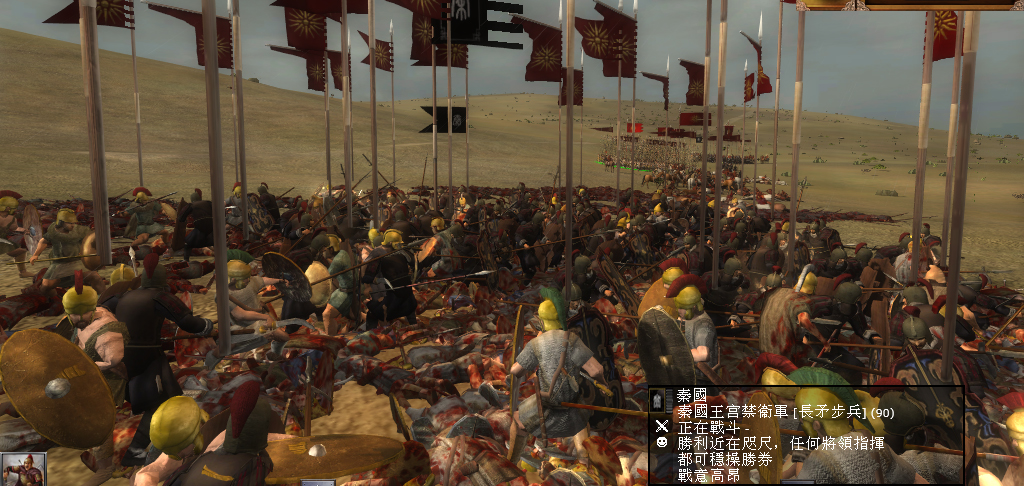 秦國
秦國王宮禁衛軍 [長矛步兵] (90)
正在戰斗 -
勝利近在咫尺，任何將領指揮
都可穩操勝券
戰意高昂